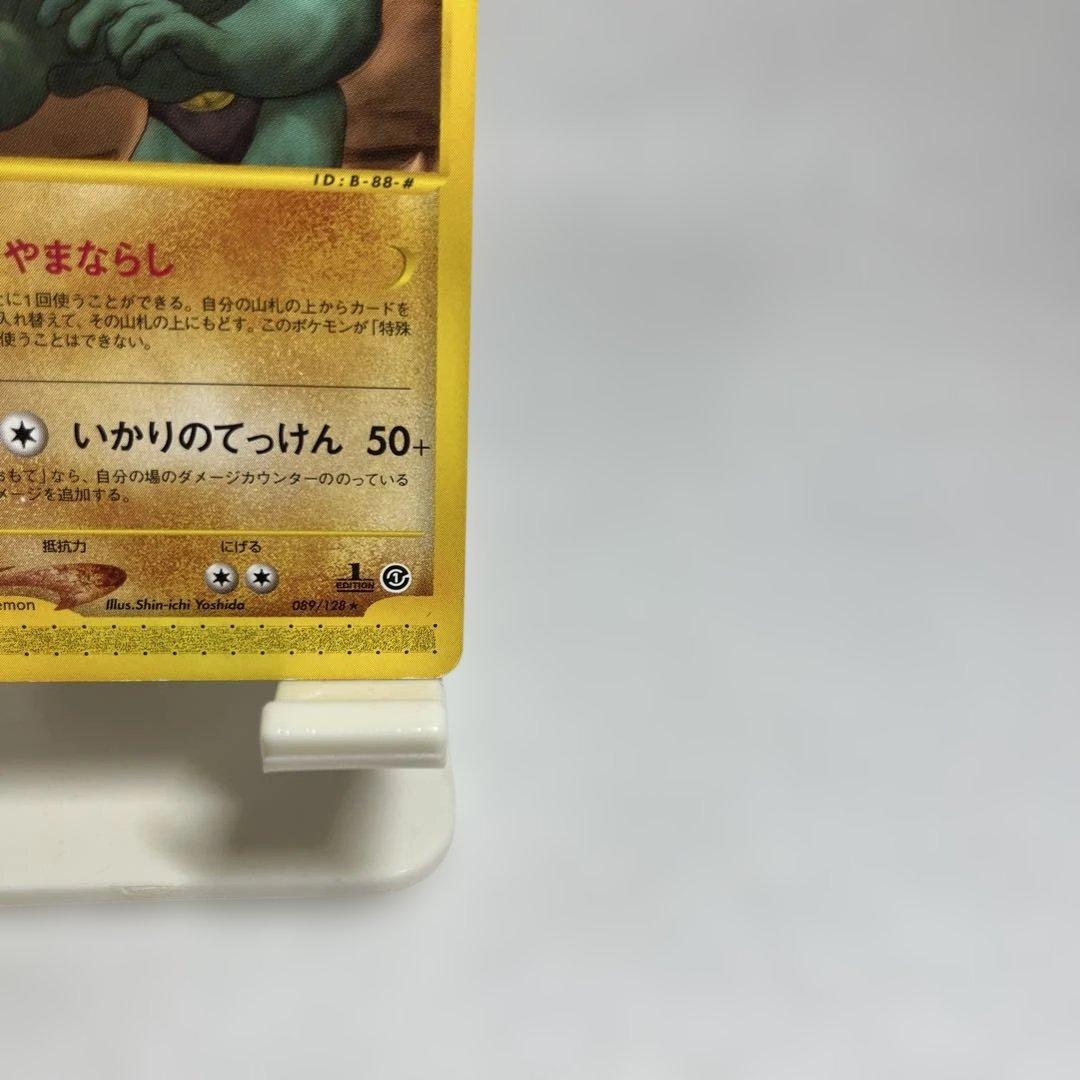 ID:B-88-#
やまならし
に1回使うことができる。自分の山札の上からカードを
入れ替えて、その山札の上にもどす。このポケモンが「特殊
使うことはできない。
いかりのてっけん 50+
おもて」なら、自分の場のダメージカウンターののっている
メージを追加する。
抵抗力 にげる
1 EDITION
emon Illus.Shin-ichi Yoshida 089/128★